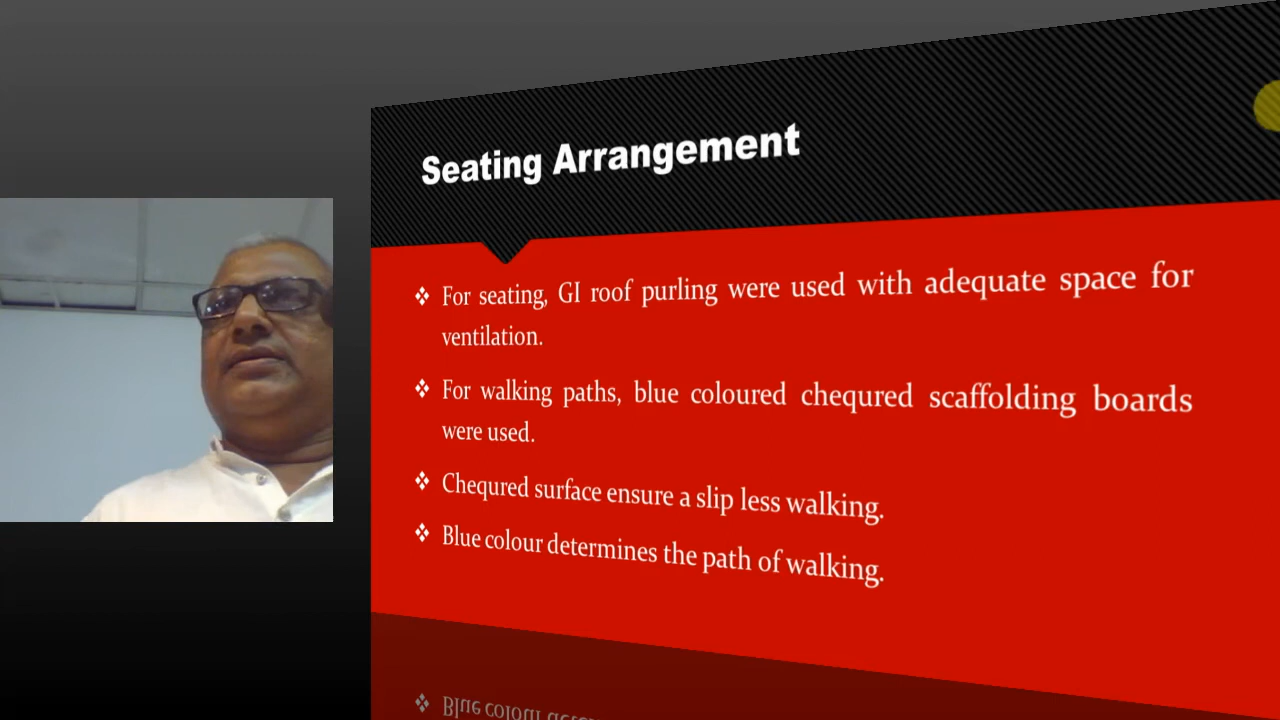 Seating Arrangement
❖ For seating, GI roof purling were used with adequate space for
ventilation.
❖ For walking paths, blue coloured chequred scaffolding boards
were used.
❖ Chequred surface ensure a slip less walking.
❖ Blue colour determines the path of walking.